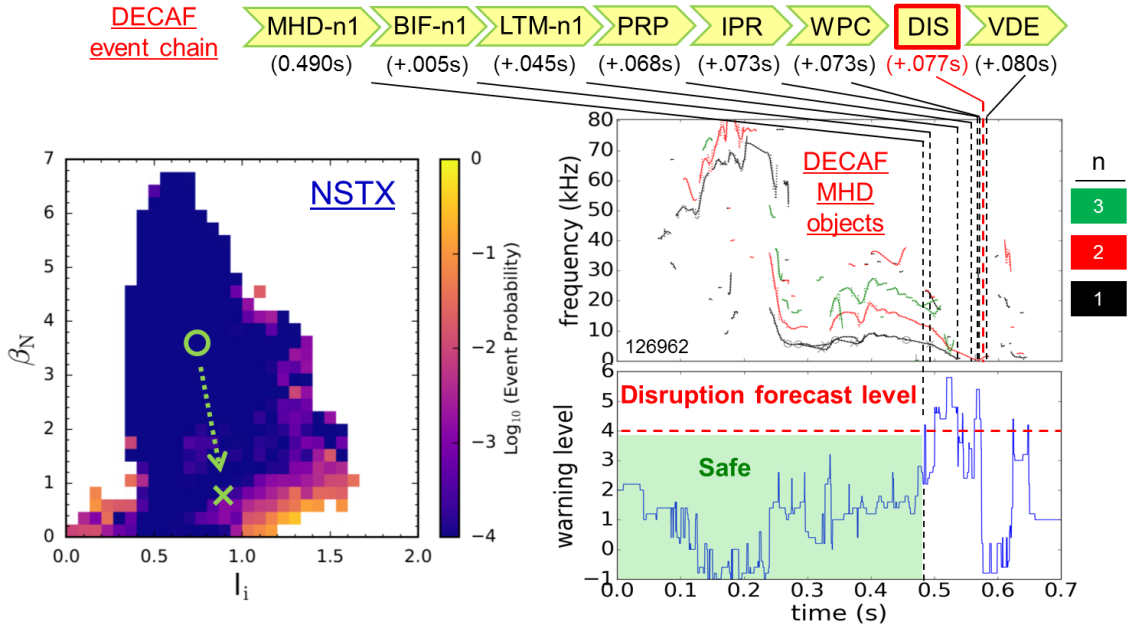 DECAF
event chain
MHD-n1 BIF-n1 LTM-n1 PRP IPR WPC DIS VDE
(0.490s) (+.005s) (+.045s) (+.068s) (+.073s) (+.073s) (+.077s) (+.080s)
7
6
5
4
3
2
1
0
β_N
NSTX
0.0 0.5 1.0 1.5 2.0
l_i
0
−1
−2
−3
−4
Log₁₀ (Event Probability)
80
70
60
50
40
30
20
10
0
frequency (kHz)
DECAF
MHD
objects
126962
n
3
2
1
6
5
4
3
2
1
0
−1
warning level
Disruption forecast level
Safe
0.0 0.1 0.2 0.3 0.4 0.5 0.6 0.7
time (s)